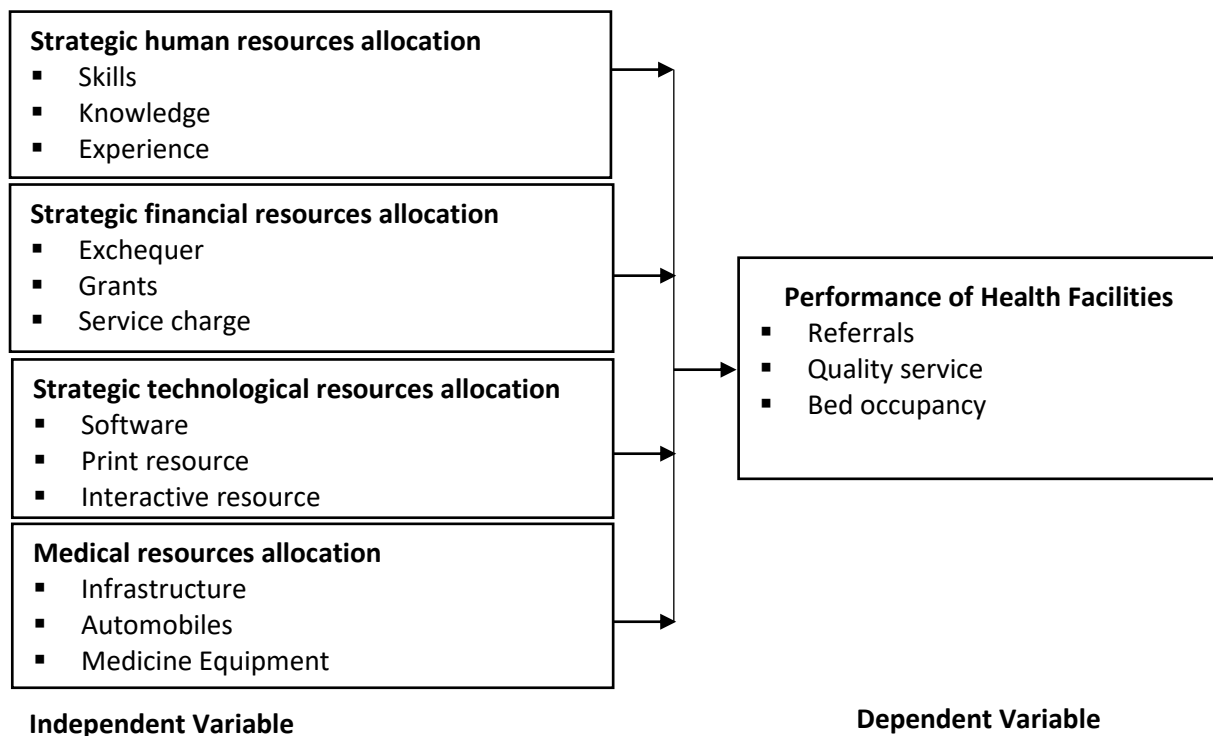 Strategic human resources allocation
▪ Skills
▪ Knowledge
▪ Experience
Strategic financial resources allocation
▪ Exchequer
▪ Grants
▪ Service charge
Strategic technological resources allocation
▪ Software
▪ Print resource
▪ Interactive resource
Medical resources allocation
▪ Infrastructure
▪ Automobiles
▪ Medicine Equipment
Independent Variable
Performance of Health Facilities
▪ Referrals
▪ Quality service
▪ Bed occupancy
Dependent Variable